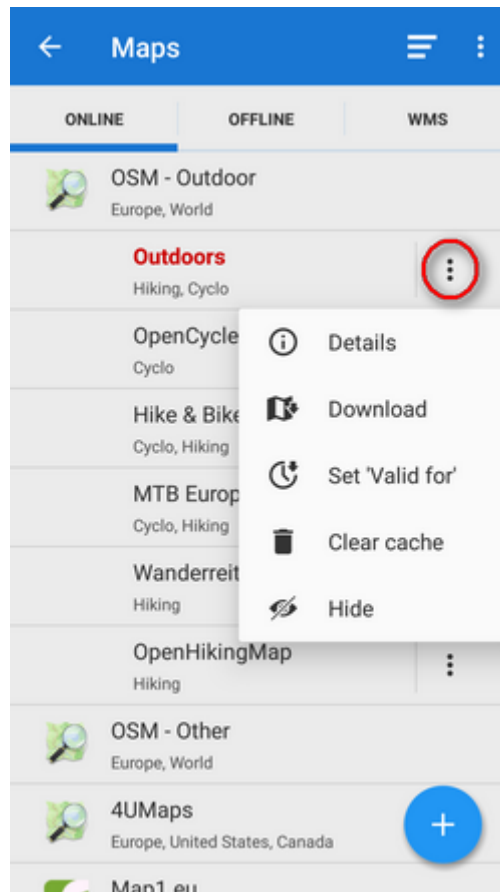 Maps
ONLINE OFFLINE WMS
OSM - Outdoor
Europe, World
Outdoors
Hiking, Cyclo
OpenCycle
Cyclo
Hike & Bike
Cyclo, Hiking
MTB Europ
Cyclo, Hiking
Wanderreit
Hiking
OpenHikingMap
Hiking
Details
Download
Set 'Valid for'
Clear cache
Hide
OSM - Other
Europe, World
4UMaps
Europe, United States, Canada
Map1.eu